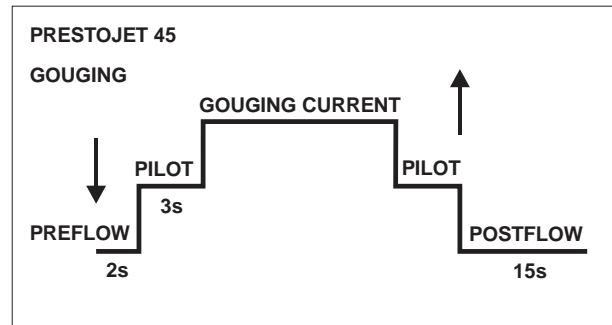 PRESTOJET 45
GOUGING
GOUGING CURRENT
PILOT
PILOT
3s
PREFLOW
POSTFLOW
2s
15s